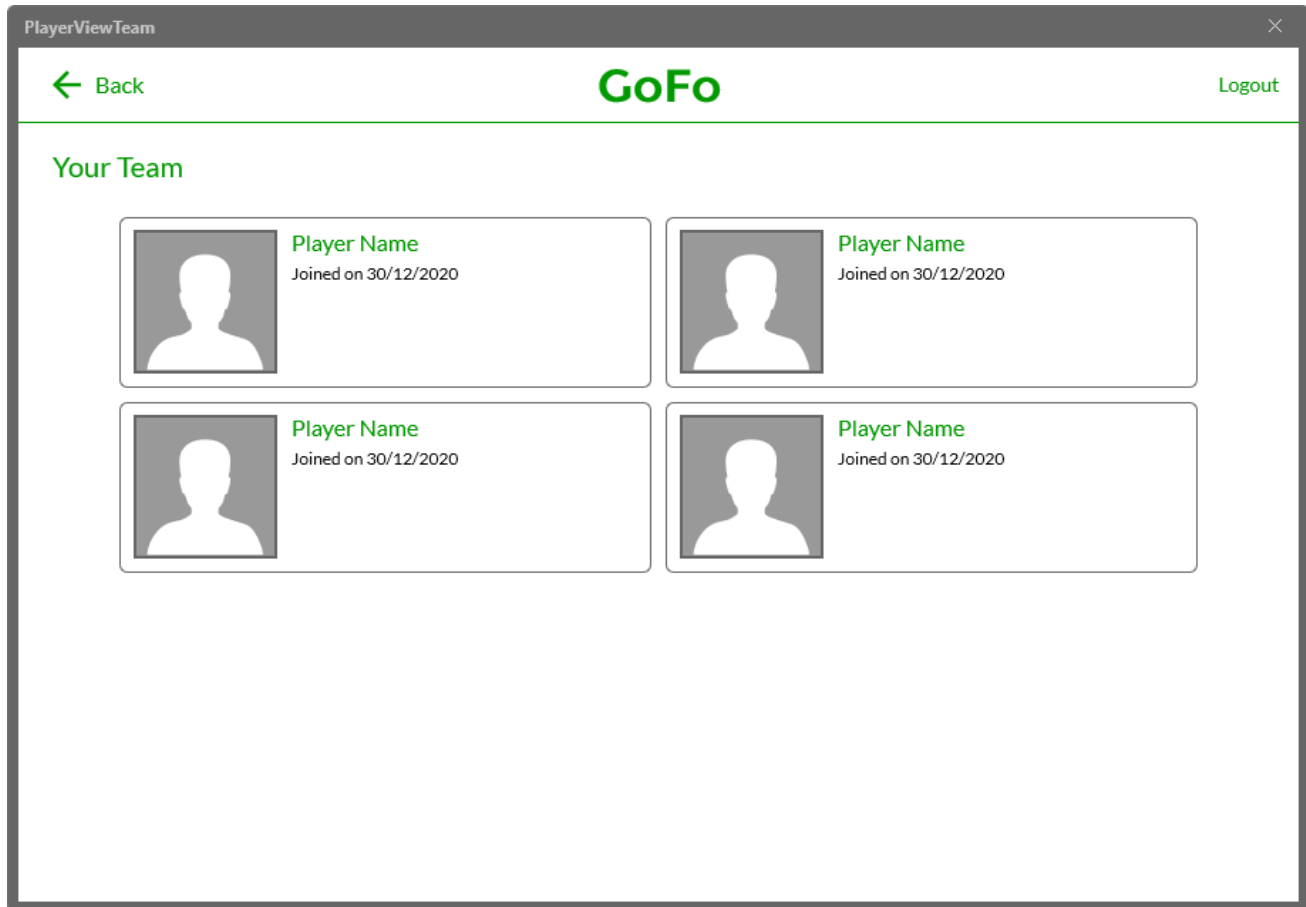 PlayerViewTeam
Back
GoFo
Logout
Your Team
Player Name
Joined on 30/12/2020
Player Name
Joined on 30/12/2020
Player Name
Joined on 30/12/2020
Player Name
Joined on 30/12/2020